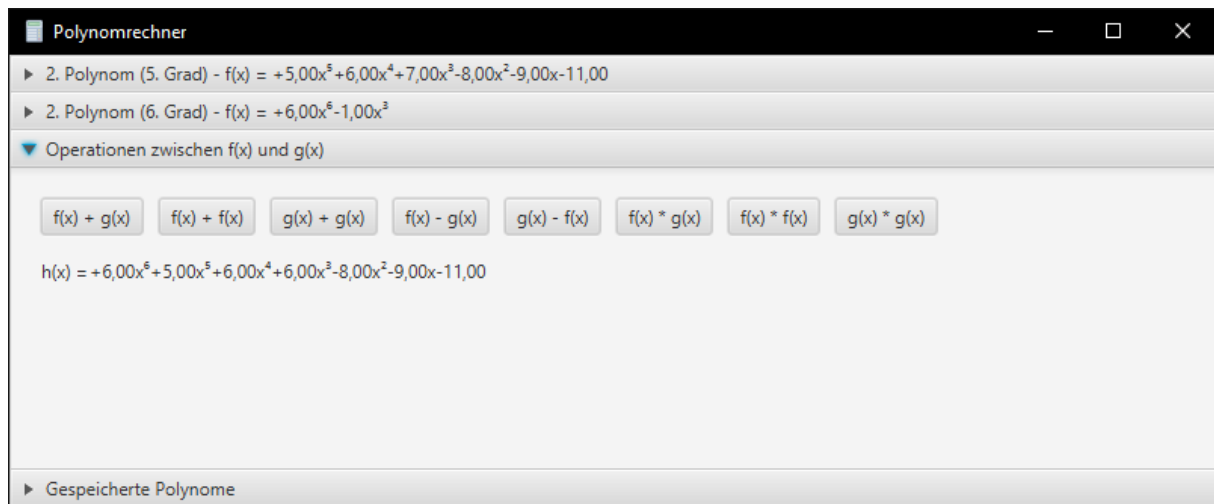 Polynomrechner
2. Polynom (5. Grad) - f(x) = +5,00x⁵+6,00x⁴+7,00x³-8,00x²-9,00x-11,00
2. Polynom (6. Grad) - f(x) = +6,00x⁶-1,00x³
Operationen zwischen f(x) und g(x)
f(x) + g(x) f(x) + f(x) g(x) + g(x) f(x) - g(x) g(x) - f(x) f(x) * g(x) f(x) * f(x) g(x) * g(x)
h(x) = +6,00x⁶+5,00x⁵+6,00x⁴+6,00x³-8,00x²-9,00x-11,00
Gespeicherte Polynome